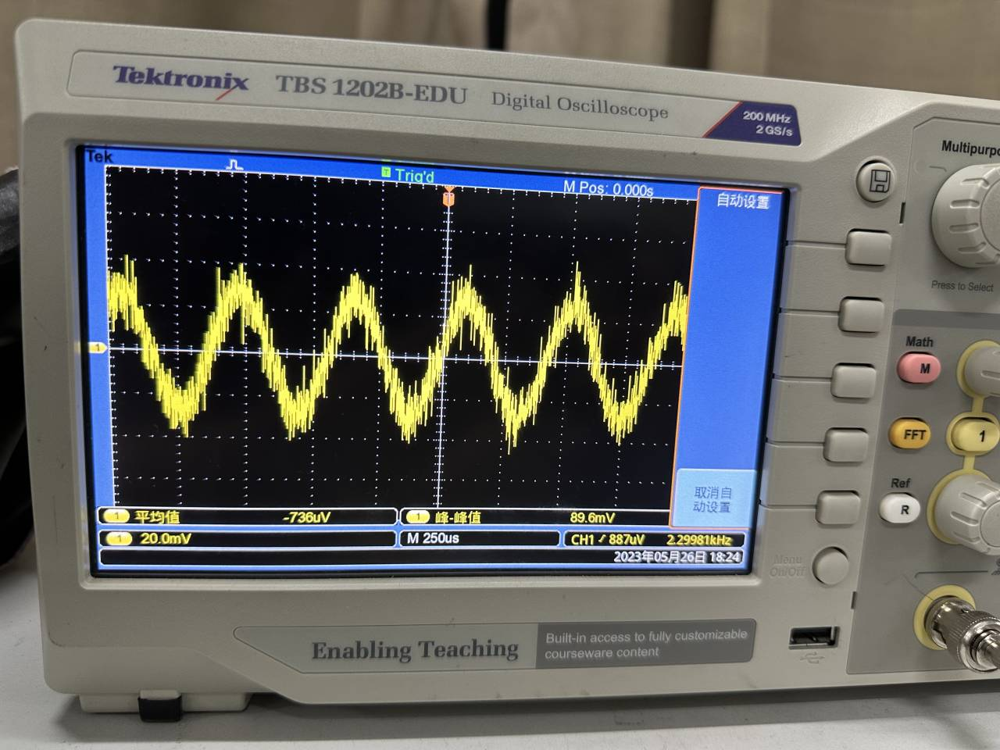 Tektronix TBS 1202B-EDU Digital Oscilloscope
200 MHz
2 GS/s
Multipurpo
Tek Trig'd M Pos: 0.000s
自动设置
Press to Select
Math
M
FFT
1
1
Ref
R
取消自
动设置
1 平均值 -736uV 1 峰-峰值 89.6mV
1 20.0mV M 250us CH1 887uV 2.29981kHz
2023年05月26日 18:24
Menu
On/Off
Enabling Teaching
Built-in access to fully customizable
courseware content